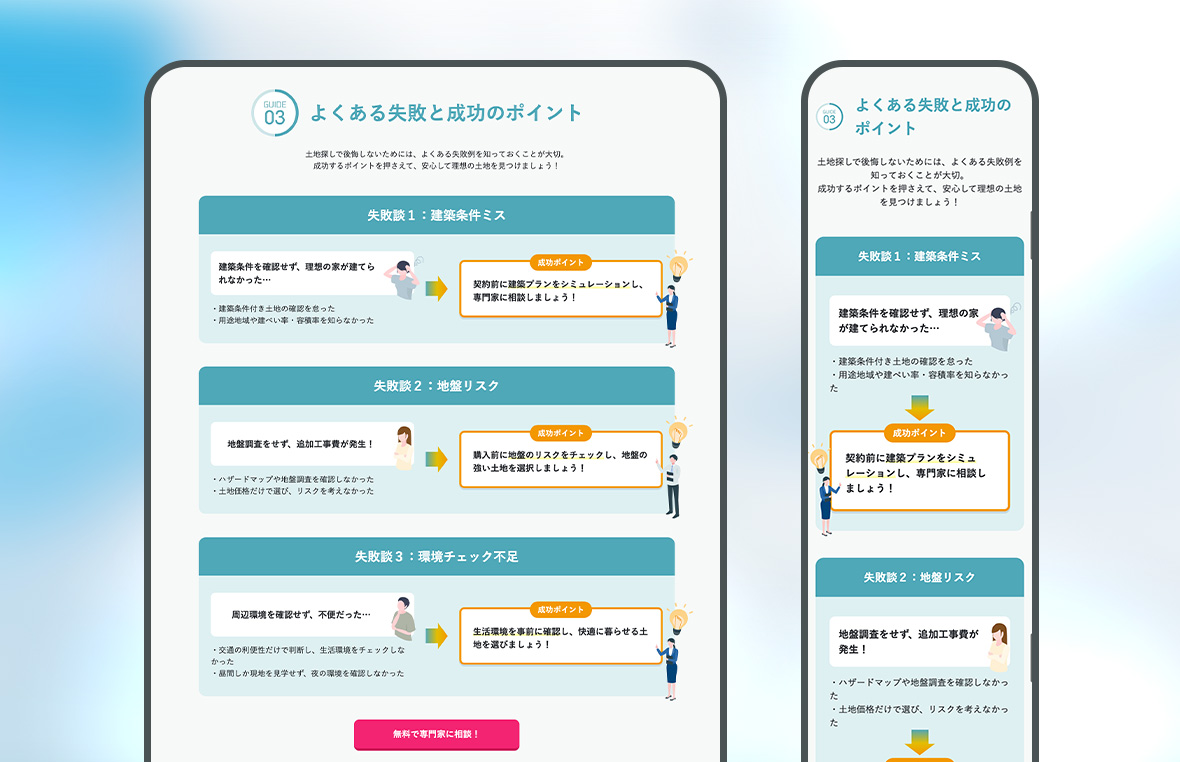 GUIDE
03
よくある失敗と成功のポイント
土地探しで後悔しないためには、よくある失敗例を知っておくことが大切。
成功するポイントを押さえて、安心して理想の土地を見つけましょう！
失敗談１：建築条件ミス
建築条件を確認せず、理想の家が建てら
れなかった…
・建築条件付き土地の確認を怠った
・用途地域や建ぺい率・容積率を知らなかった
成功ポイント
契約前に建築プランをシミュレーションし、
専門家に相談しましょう！
失敗談２：地盤リスク
地盤調査をせず、追加工事費が発生！
・ハザードマップや地盤調査を確認しなかった
・土地価格だけで選び、リスクを考えなかった
成功ポイント
購入前に地盤のリスクをチェックし、地盤の
強い土地を選択しましょう！
失敗談３：環境チェック不足
周辺環境を確認せず、不便だった…
・交通の利便性だけで判断し、生活環境をチェックしな
かった
・昼間しか現地を見学せず、夜の環境を確認しなかった
成功ポイント
生活環境を事前に確認し、快適に暮らせる土
地を選びましょう！
無料で専門家に相談！
GUIDE
03
よくある失敗と成功の
ポイント
土地探しで後悔しないためには、よくある失敗例を
知っておくことが大切。
成功するポイントを押さえて、安心して理想の土地
を見つけましょう！
失敗談１：建築条件ミス
建築条件を確認せず、理想の家
が建てられなかった…
・建築条件付き土地の確認を怠った
・用途地域や建ぺい率・容積率を知らなかっ
た
成功ポイント
契約前に建築プランをシミュ
レーションし、専門家に相談し
ましょう！
失敗談２：地盤リスク
地盤調査をせず、追加工事費が
発生！
・ハザードマップや地盤調査を確認しなかっ
た
・土地価格だけで選び、リスクを考えなかっ
た